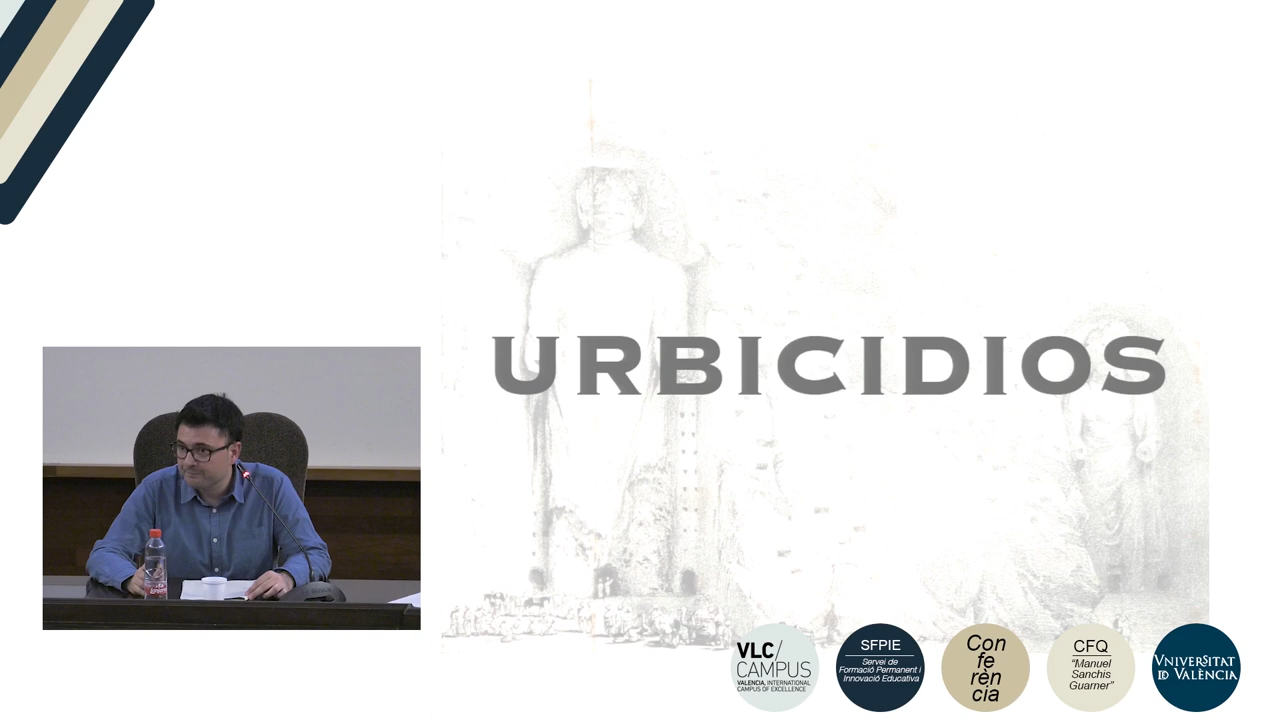 URBICIDIOS
VLC/
CAMPUS
VALENCIA, INTERNATIONAL
CAMPUS OF EXCELLENCE
SFPIE
Servei de
Formació Permanent i
Innovació Educativa
Con
fe
rèn
cia
CFQ
"Manuel
Sanchis
Guarner"
VNIVERSITAT
ID VALÈNCIA